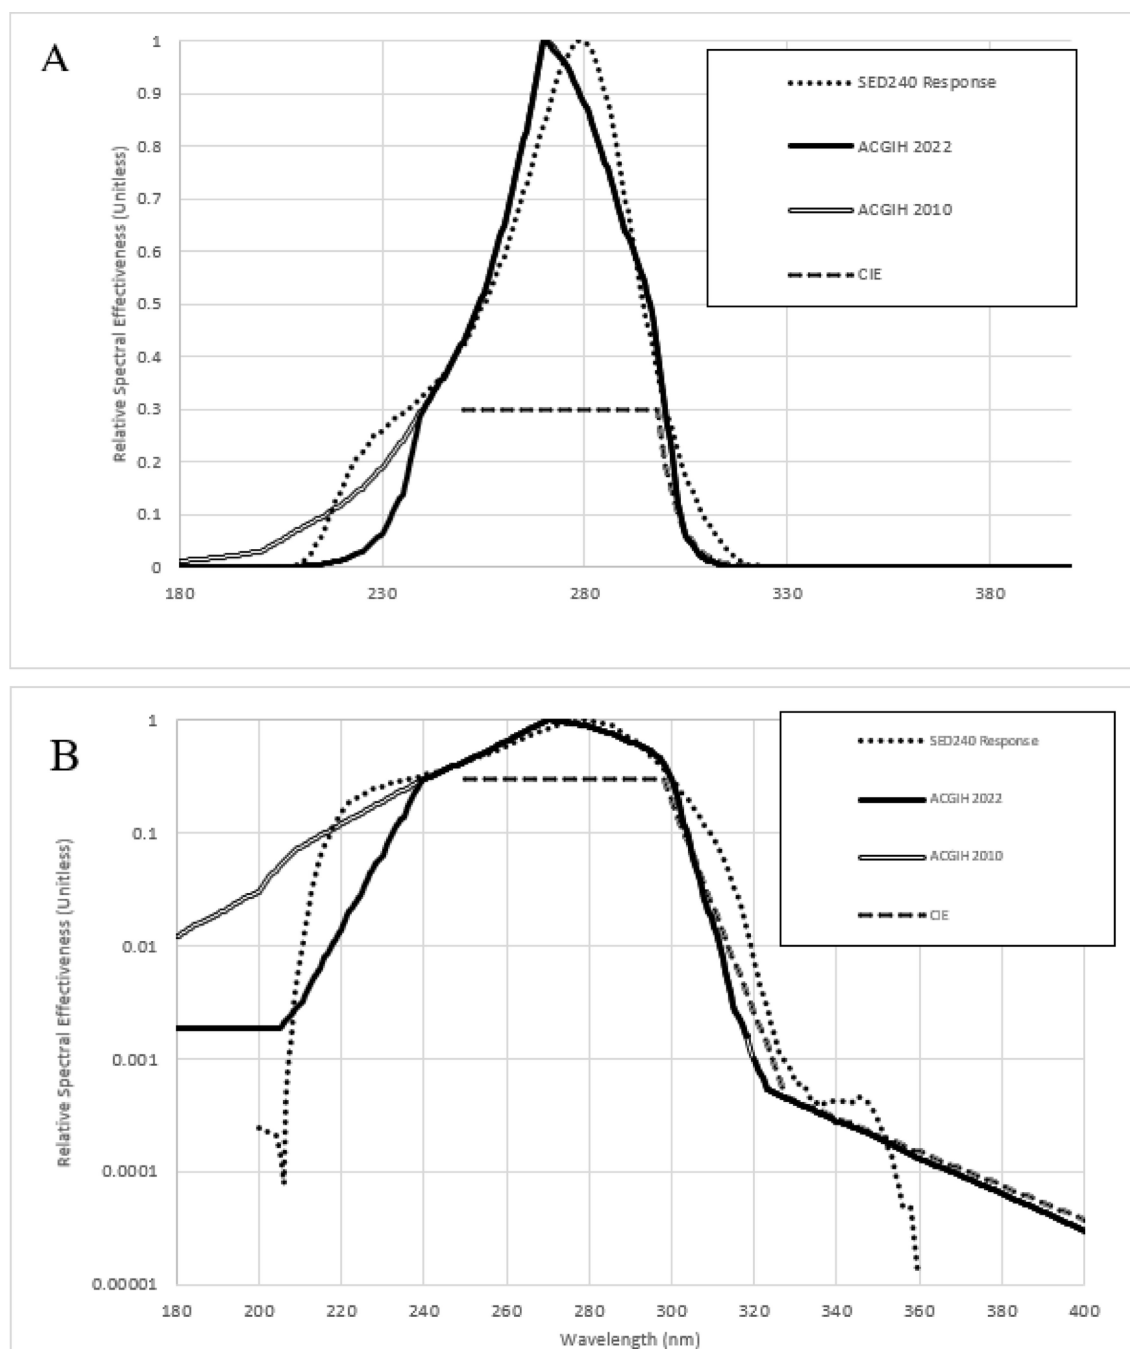 A
Relative Spectral Effectiveness (Unitless)
1
0.9
0.8
0.7
0.6
0.5
0.4
0.3
0.2
0.1
0
180 230 280 330 380
SED240 Response
ACGIH 2022
ACGIH 2010
CIE
B
Relative Spectral Effectiveness (Unitless)
1
0.1
0.01
0.001
0.0001
0.00001
180 200 220 240 260 280 300 320 340 360 380 400
Wavelength (nm)
SED240 Response
ACGIH 2022
ACGIH 2010
CIE